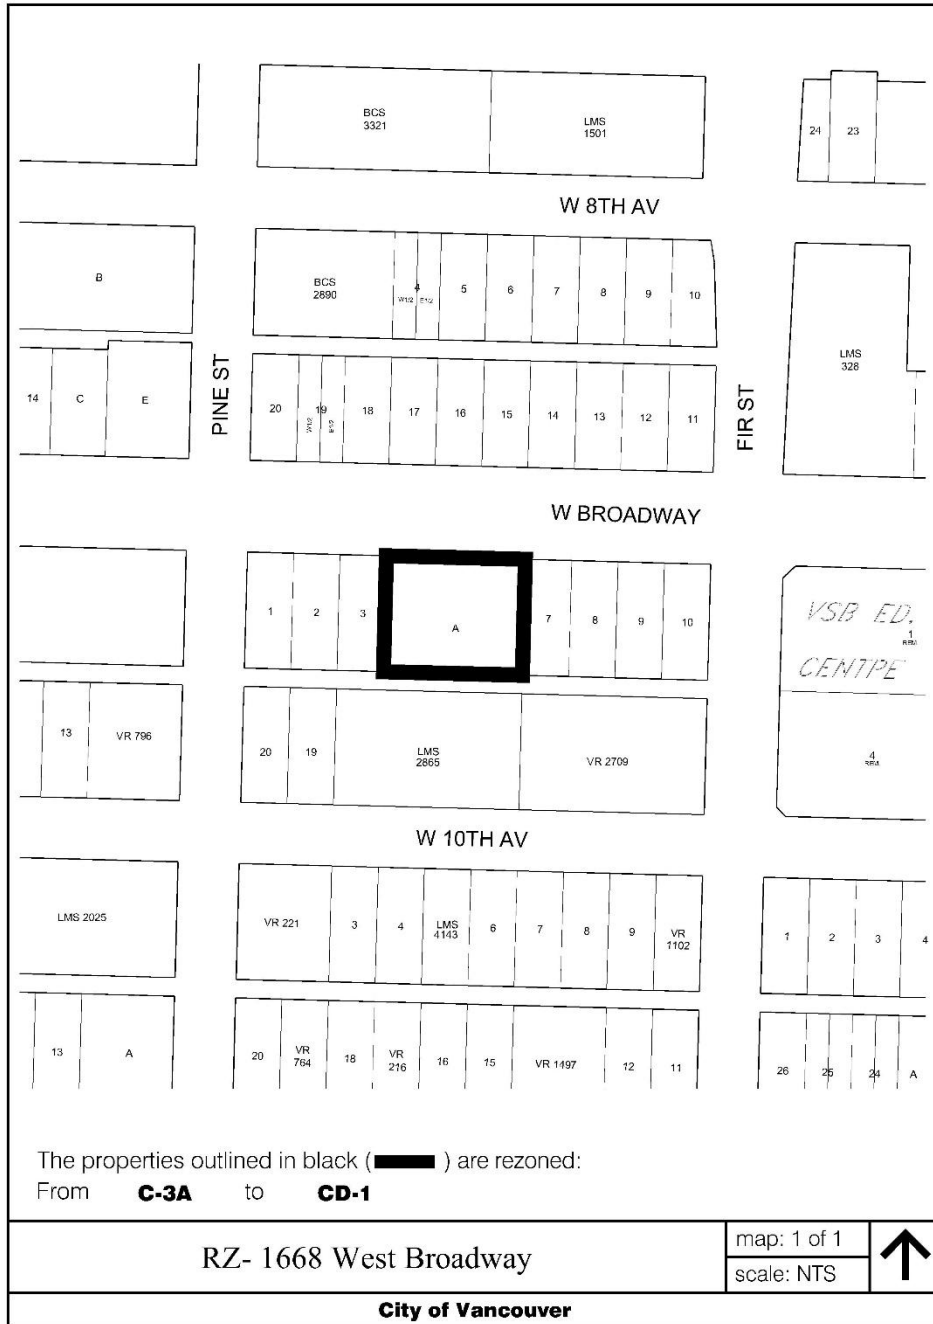 BCS
3321
LMS
1501
24
23
W 8TH AV
B
BCS
2890
4
W1/2
E1/2
5
6
7
8
9
10
LMS
328
14
C
E
PINE ST
20
19
W1/2
E1/2
18
17
16
15
14
13
12
11
FIR ST
W BROADWAY
1
2
3
A
7
8
9
10
VSB ED.
1
REM
CENTPE
13
VR 796
20
19
LMS
2865
VR 2709
4
REM
W 10TH AV
LMS 2025
VR 221
3
4
LMS
4143
6
7
8
9
VR
1102
1
2
3
4
13
A
20
VR
764
18
VR
216
16
15
VR 1497
12
11
26
25
24
A
The properties outlined in black ( ) are rezoned:
From C-3A to CD-1
RZ- 1668 West Broadway
map: 1 of 1
scale: NTS
City of Vancouver